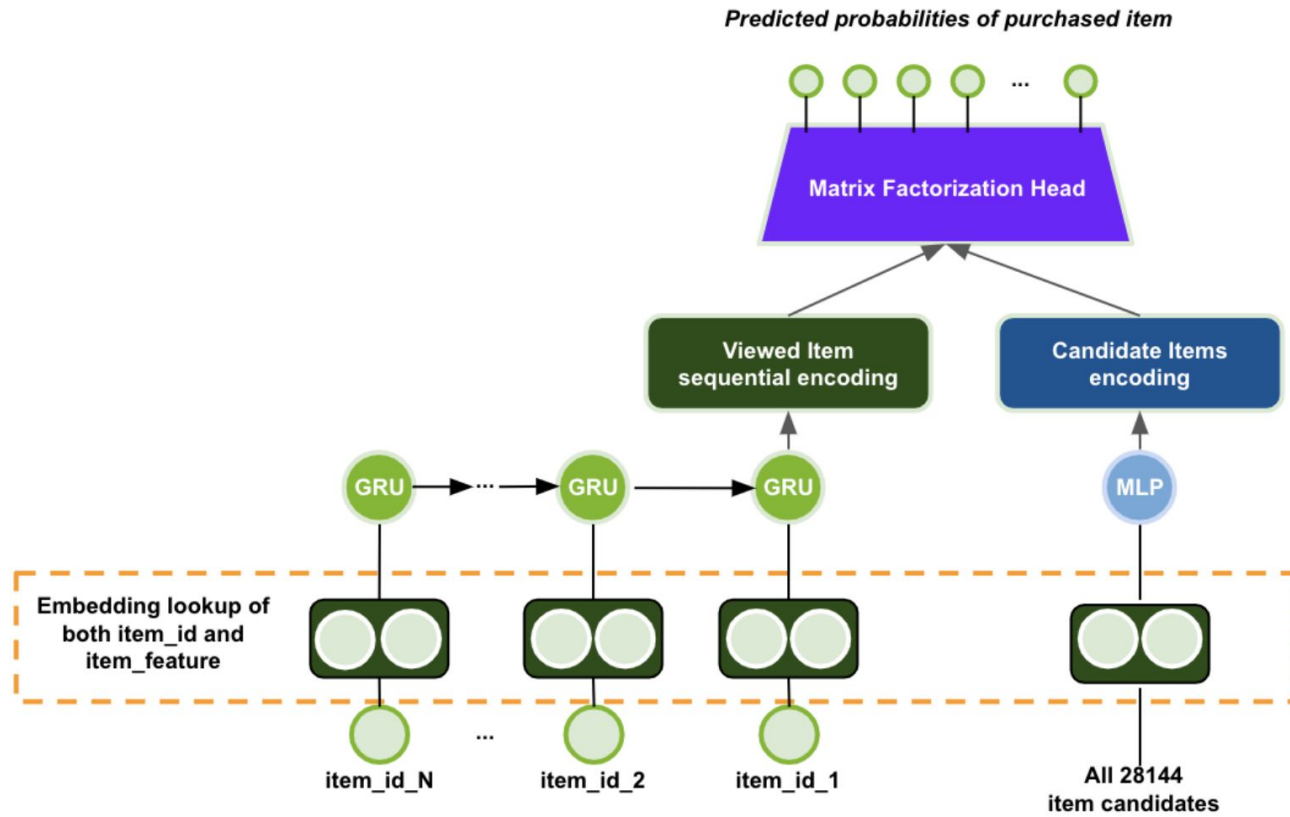 Predicted probabilities of purchased item
...
Matrix Factorization Head
Viewed Item
sequential encoding
Candidate Items
encoding
GRU
...
GRU
GRU
MLP
Embedding lookup of
both item_id and
item_feature
...
item_id_N
item_id_2
item_id_1
All 28144
item candidates